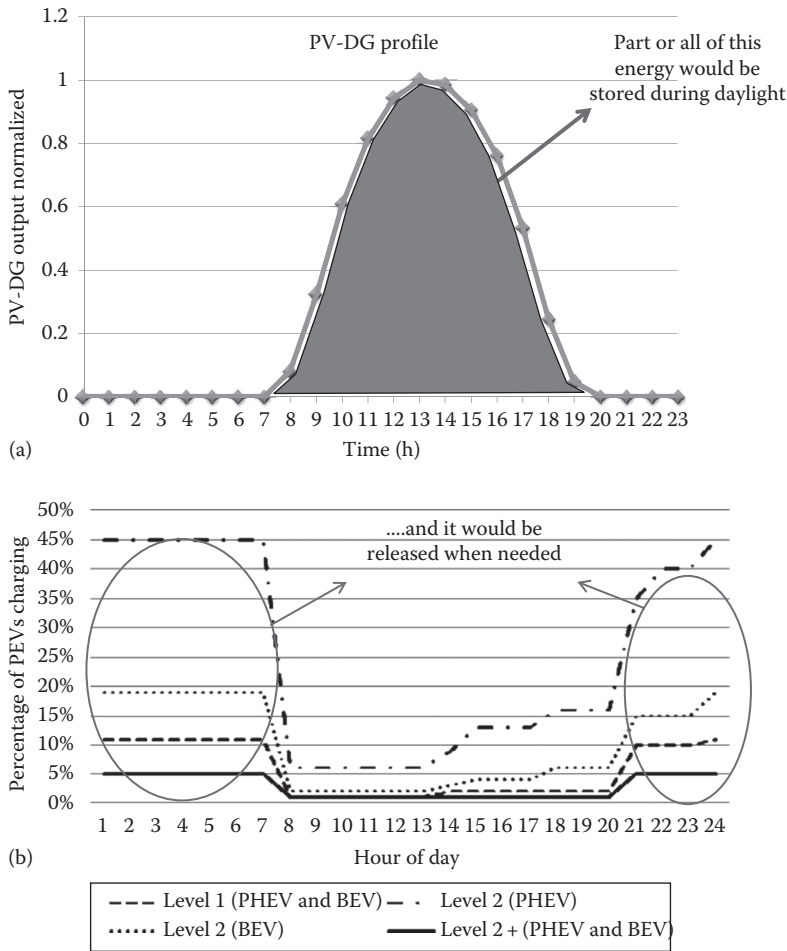 PV-DG profile
Part or all of this
energy would be
stored during daylight
PV-DG output normalized
1.2
1
0.8
0.6
0.4
0.2
0
0 1 2 3 4 5 6 7 8 9 10 11 12 13 14 15 16 17 18 19 20 21 22 23
(a)
Time (h)
Percentage of PEVs charging
50%
45%
40%
35%
30%
25%
20%
15%
10%
5%
0%
....and it would be
released when needed
1 2 3 4 5 6 7 8 9 10 11 12 13 14 15 16 17 18 19 20 21 22 23 24
(b)
Hour of day
Level 1 (PHEV and BEV)
Level 2 (PHEV)
Level 2 (BEV)
Level 2 + (PHEV and BEV)